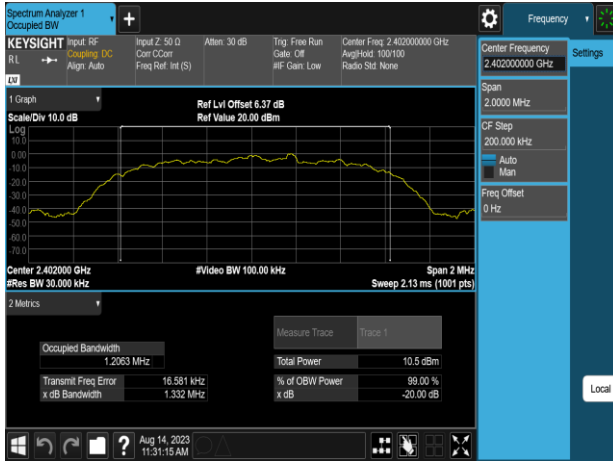 Spectrum Analyzer 1
Occupied BW
+
Frequency
KEYSIGHT
RL
LXI
Input: RF
Coupling: DC
Align: Auto
Input Z: 50 Ω
Corr CCorr
Freq Ref: Int (S)
Atten: 30 dB
Trig: Free Run
Gate: Off
#IF Gain: Low
Center Freq: 2.402000000 GHz
Avg|Hold: 100/100
Radio Std: None
Center Frequency
2.402000000 GHz
Settings
Span
2.0000 MHz
CF Step
200.000 kHz
Auto
Man
Freq Offset
0 Hz
Local
1 Graph
Scale/Div 10.0 dB
Ref Lvl Offset 6.37 dB
Ref Value 20.00 dBm
Log
10.0
0.00
-10.0
-20.0
-30.0
-40.0
-50.0
-60.0
-70.0
Center 2.402000 GHz
#Res BW 30.000 kHz
#Video BW 100.00 kHz
Span 2 MHz
Sweep 2.13 ms (1001 pts)
2 Metrics
Measure Trace Trace 1
Occupied Bandwidth
1.2063 MHz
Total Power 10.5 dBm
Transmit Freq Error 16.581 kHz
% of OBW Power 99.00 %
x dB Bandwidth 1.332 MHz
x dB -20.00 dB
?
Aug 14, 2023
11:31:15 AM